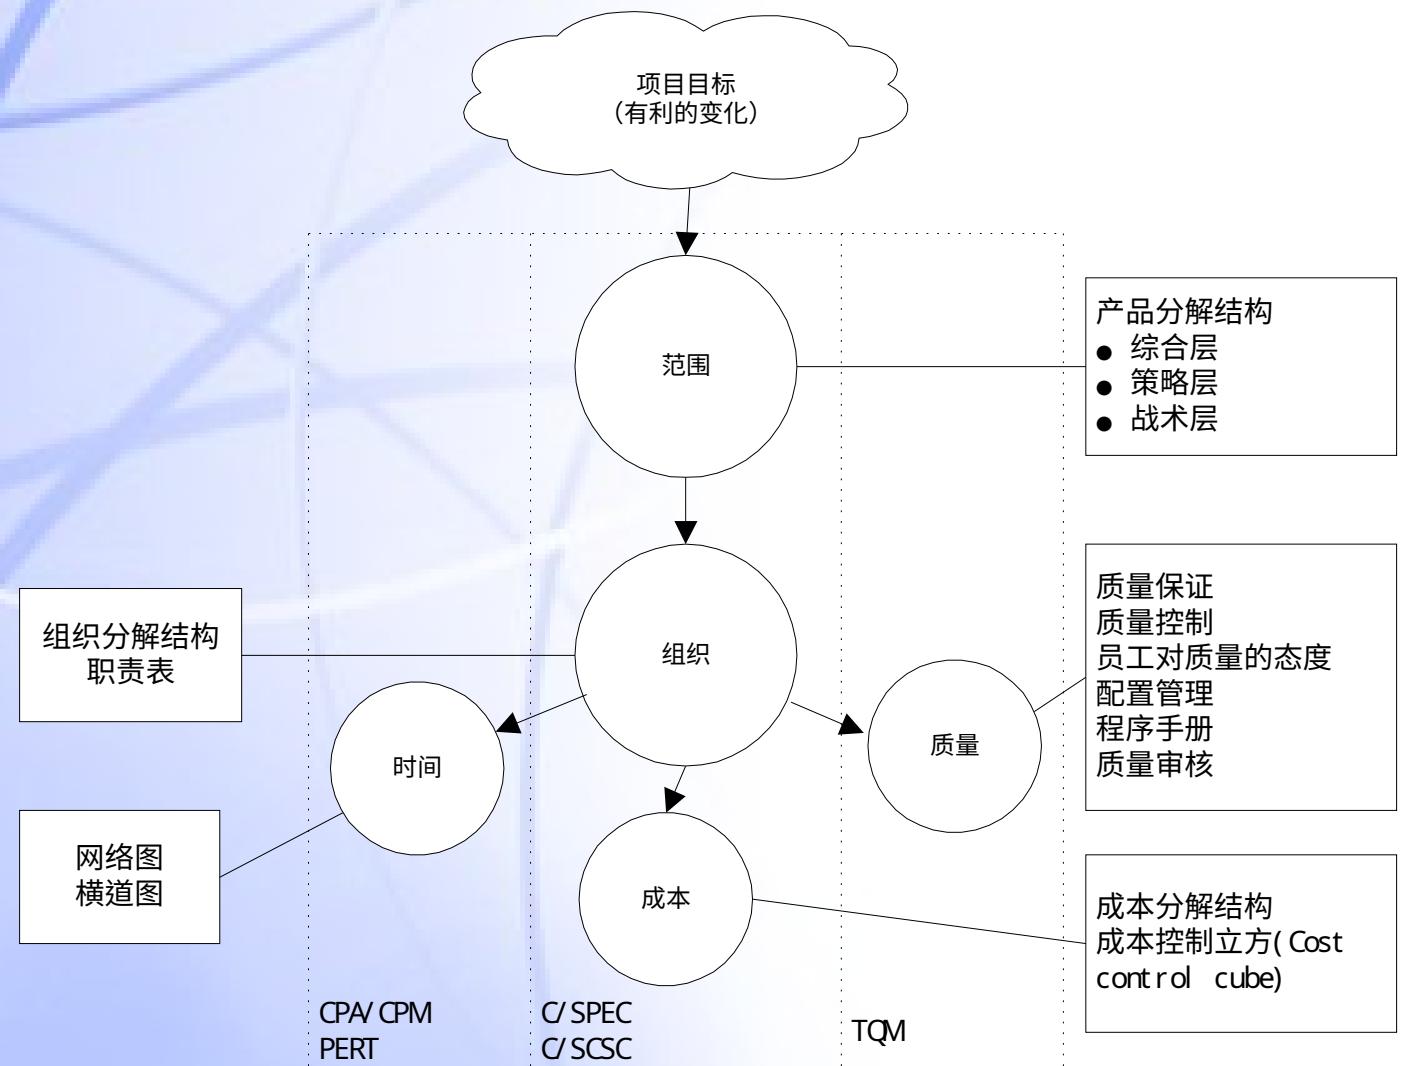 项目目标
（有利的变化）
范围
产品分解结构
● 综合层
● 策略层
● 战术层
组织分解结构
职责表
组织
质量保证
质量控制
员工对质量的态度
配置管理
程序手册
质量审核
时间
质量
网络图
横道图
成本
成本分解结构
成本控制立方(Cost
control cube)
CPA/CPM
PERT
C/SPEC
C/SCSC
TQM